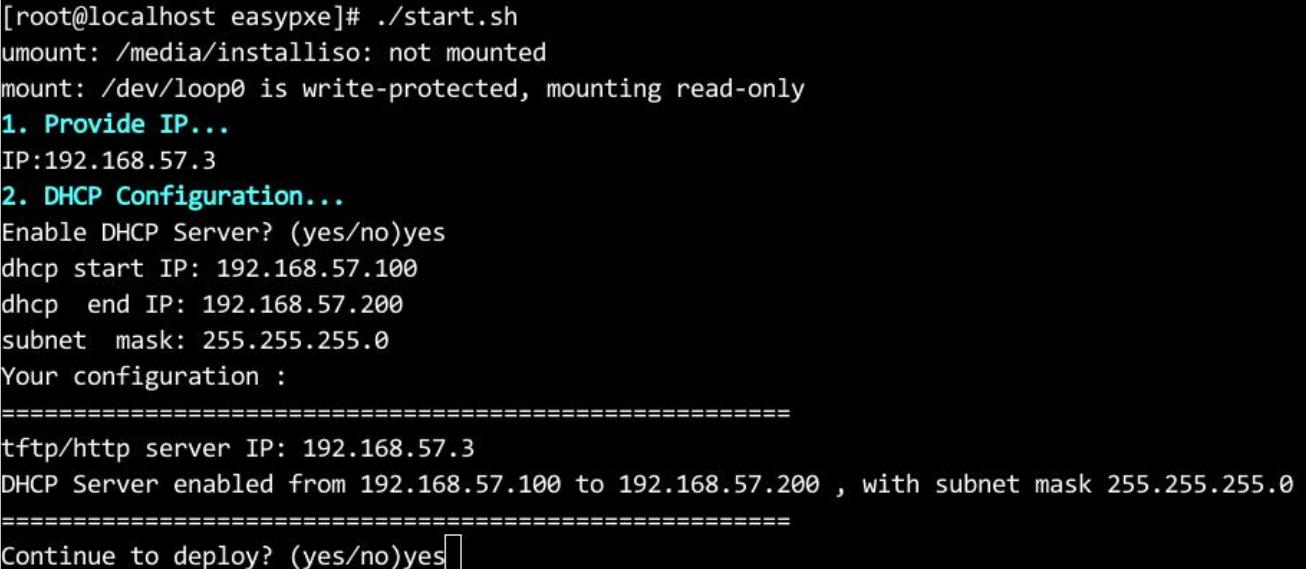 [root@localhost easypxe]# ./start.sh
umount: /media/installiso: not mounted
mount: /dev/loop0 is write-protected, mounting read-only
1. Provide IP...
IP:192.168.57.3
2. DHCP Configuration...
Enable DHCP Server? (yes/no)yes
dhcp start IP: 192.168.57.100
dhcp  end IP: 192.168.57.200
subnet  mask: 255.255.255.0
Your configuration :
=======================================================
tftp/http server IP: 192.168.57.3
DHCP Server enabled from 192.168.57.100 to 192.168.57.200 , with subnet mask 255.255.255.0
=======================================================
Continue to deploy? (yes/no)yes